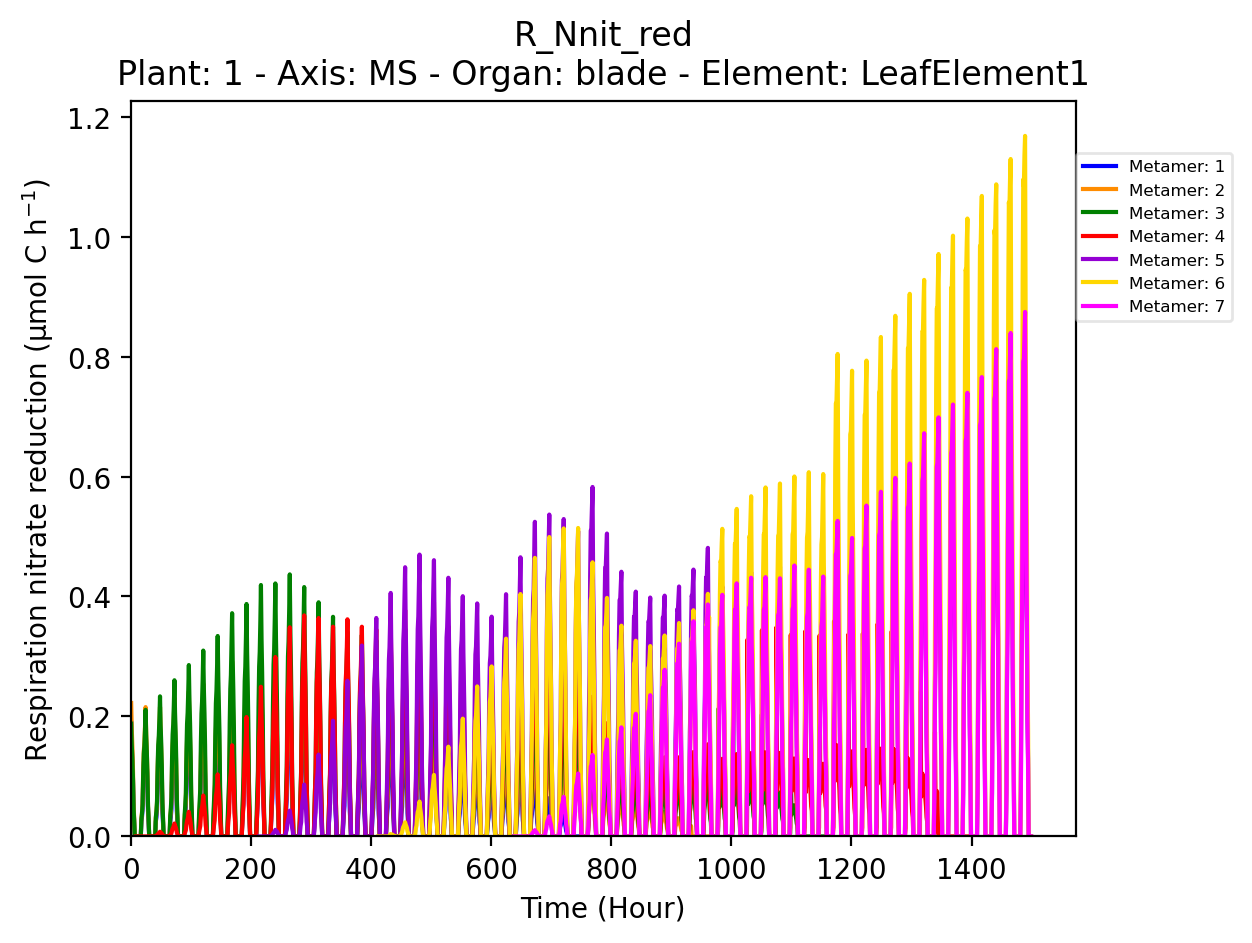 R_Nnit_red
Plant: 1 - Axis: MS - Organ: blade - Element: LeafElement1
Respiration nitrate reduction (µmol C h⁻¹)
1.2
1.0
0.8
0.6
0.4
0.2
0.0
0 200 400 600 800 1000 1200 1400
Time (Hour)
Metamer: 1
Metamer: 2
Metamer: 3
Metamer: 4
Metamer: 5
Metamer: 6
Metamer: 7